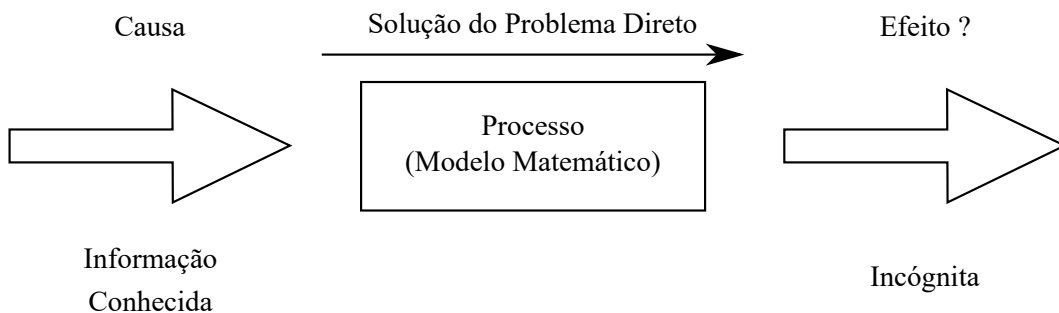 Causa
Solução do Problema Direto
Efeito ?
Processo
(Modelo Matemático)
Informação
Conhecida
Incógnita